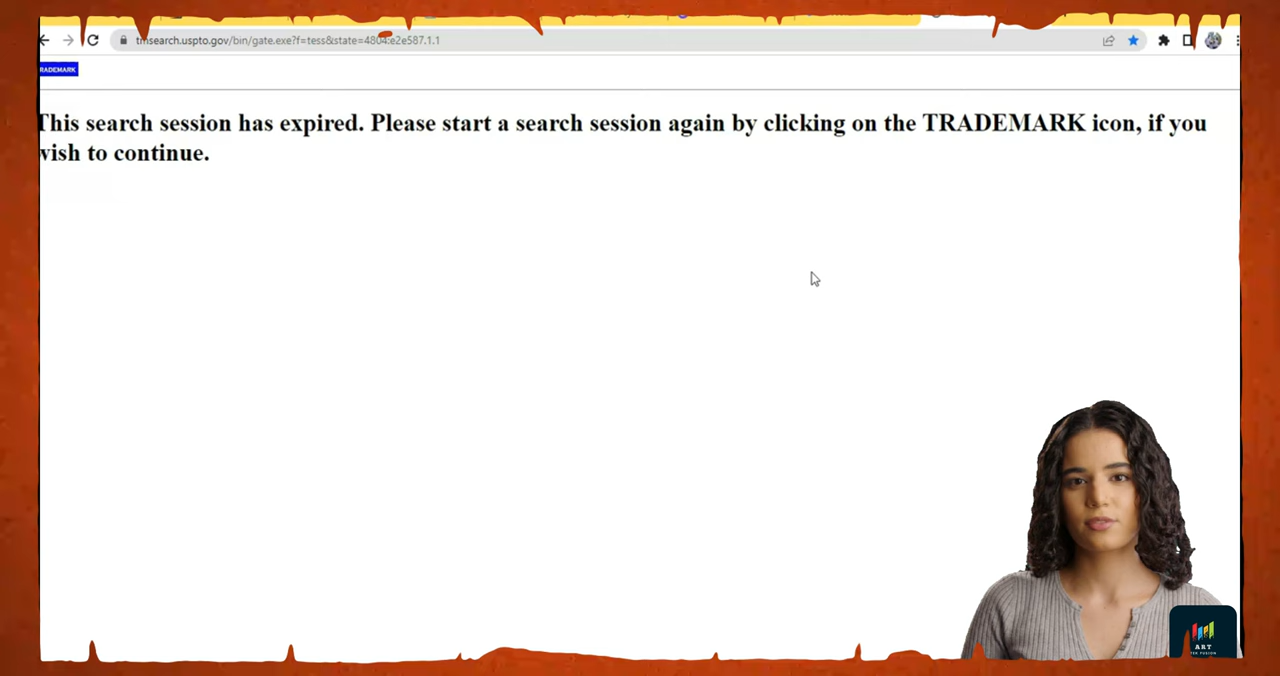 tmsearch.uspto.gov/bin/gate.exe?f=tess&state=4804:e2e587.1.1
RADEMARK
This search session has expired. Please start a search session again by clicking on the TRADEMARK icon, if you
wish to continue.
ART